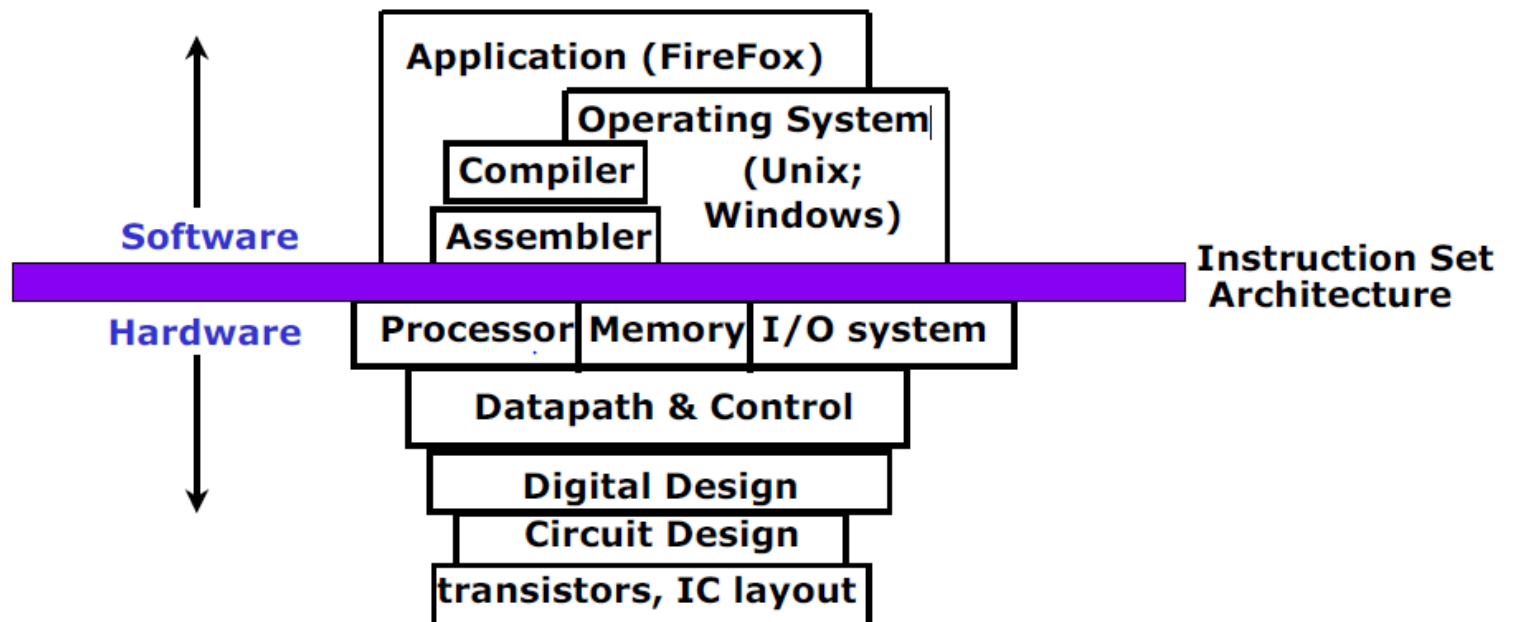 Application (FireFox)
Operating System
Compiler
(Unix;
Windows)
Assembler
Software
Instruction Set
Architecture
Hardware
Processor
Memory
I/O system
Datapath & Control
Digital Design
Circuit Design
transistors, IC layout